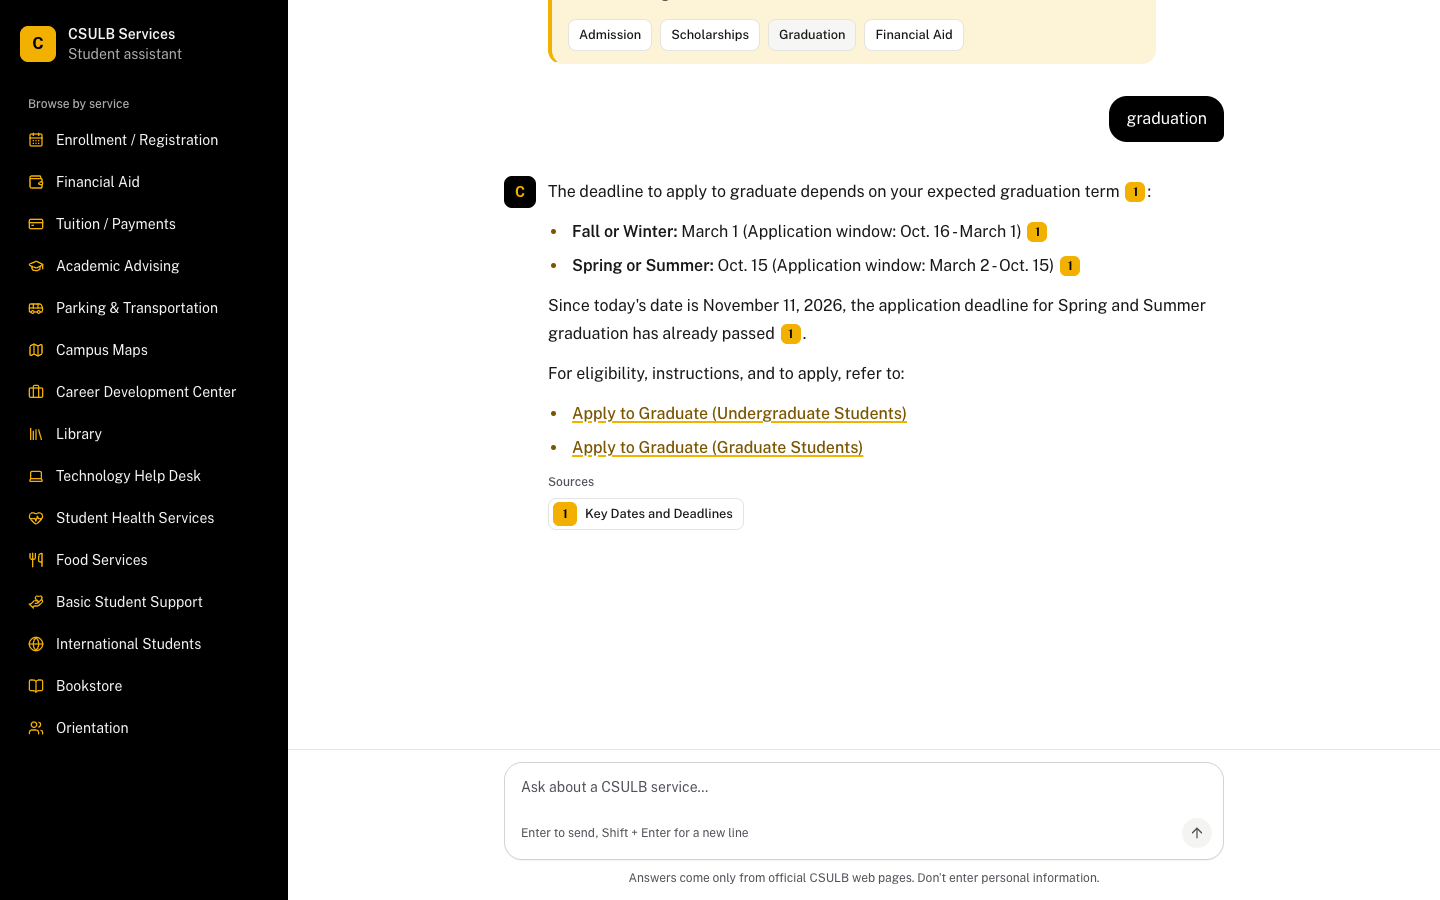 C
CSULB Services
Student assistant
Browse by service
Enrollment / Registration
Financial Aid
Tuition / Payments
Academic Advising
Parking & Transportation
Campus Maps
Career Development Center
Library
Technology Help Desk
Student Health Services
Food Services
Basic Student Support
International Students
Bookstore
Orientation
Admission Scholarships Graduation Financial Aid
graduation
C
The deadline to apply to graduate depends on your expected graduation term 1 :
• Fall or Winter: March 1 (Application window: Oct. 16 - March 1) 1
• Spring or Summer: Oct. 15 (Application window: March 2 - Oct. 15) 1
Since today's date is November 11, 2026, the application deadline for Spring and Summer
graduation has already passed 1 .
For eligibility, instructions, and to apply, refer to:
• Apply to Graduate (Undergraduate Students)
• Apply to Graduate (Graduate Students)
Sources
1 Key Dates and Deadlines
Ask about a CSULB service...
Enter to send, Shift + Enter for a new line
Answers come only from official CSULB web pages. Don't enter personal information.